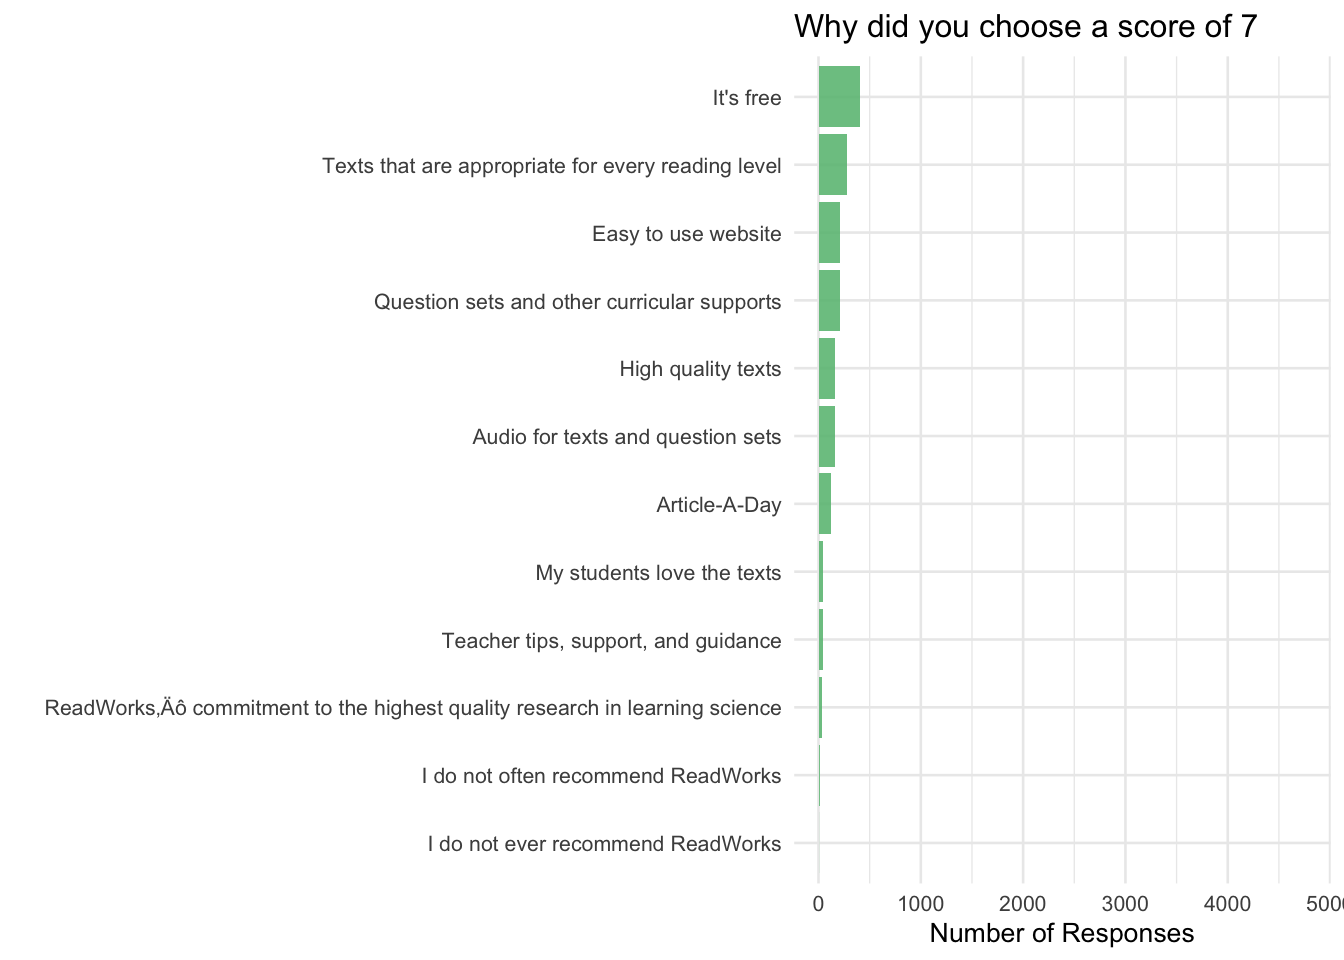 Why did you choose a score of 7
It's free
Texts that are appropriate for every reading level
Easy to use website
Question sets and other curricular supports
High quality texts
Audio for texts and question sets
Article-A-Day
My students love the texts
Teacher tips, support, and guidance
ReadWorks‚Äô commitment to the highest quality research in learning science
I do not often recommend ReadWorks
I do not ever recommend ReadWorks
0 1000 2000 3000 4000 5000
Number of Responses